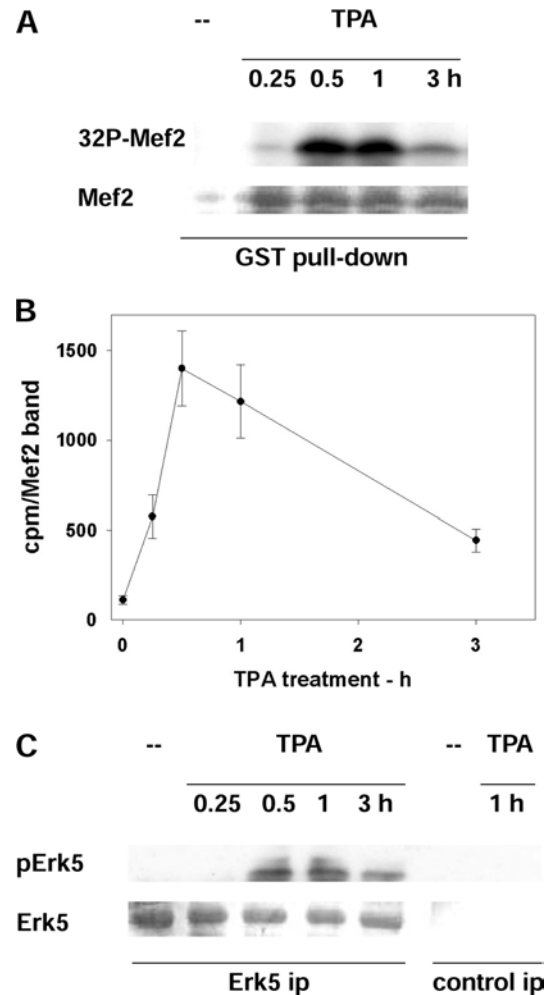 A
-- TPA
0.25 0.5 1 3 h
32P-Mef2
Mef2
GST pull-down
B
1500
1000
500
0
cpm/Mef2 band
0 1 2 3
TPA treatment - h
C
-- TPA -- TPA
0.25 0.5 1 3 h 1 h
pErk5
Erk5
Erk5 ip control ip